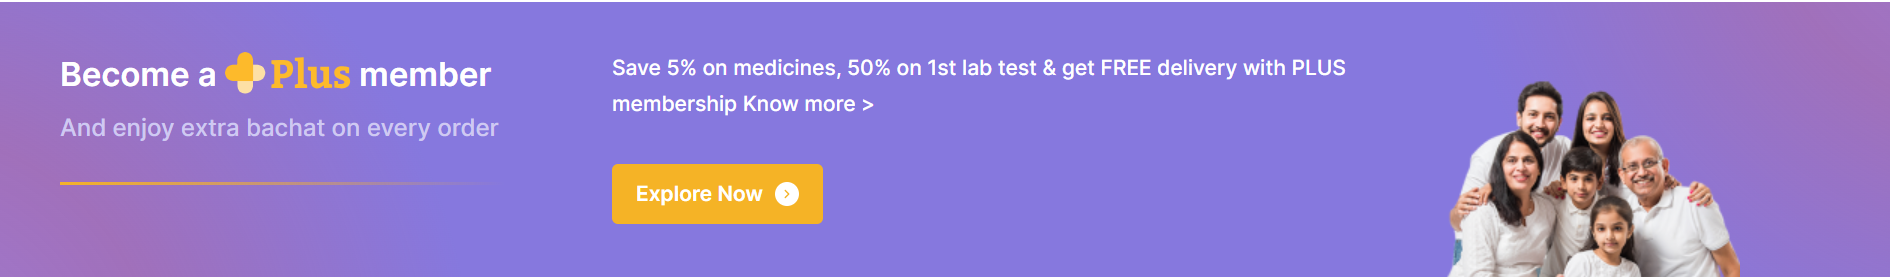 Become a Plus member
And enjoy extra bachat on every order
Save 5% on medicines, 50% on 1st lab test & get FREE delivery with PLUS
membership Know more >
Explore Now